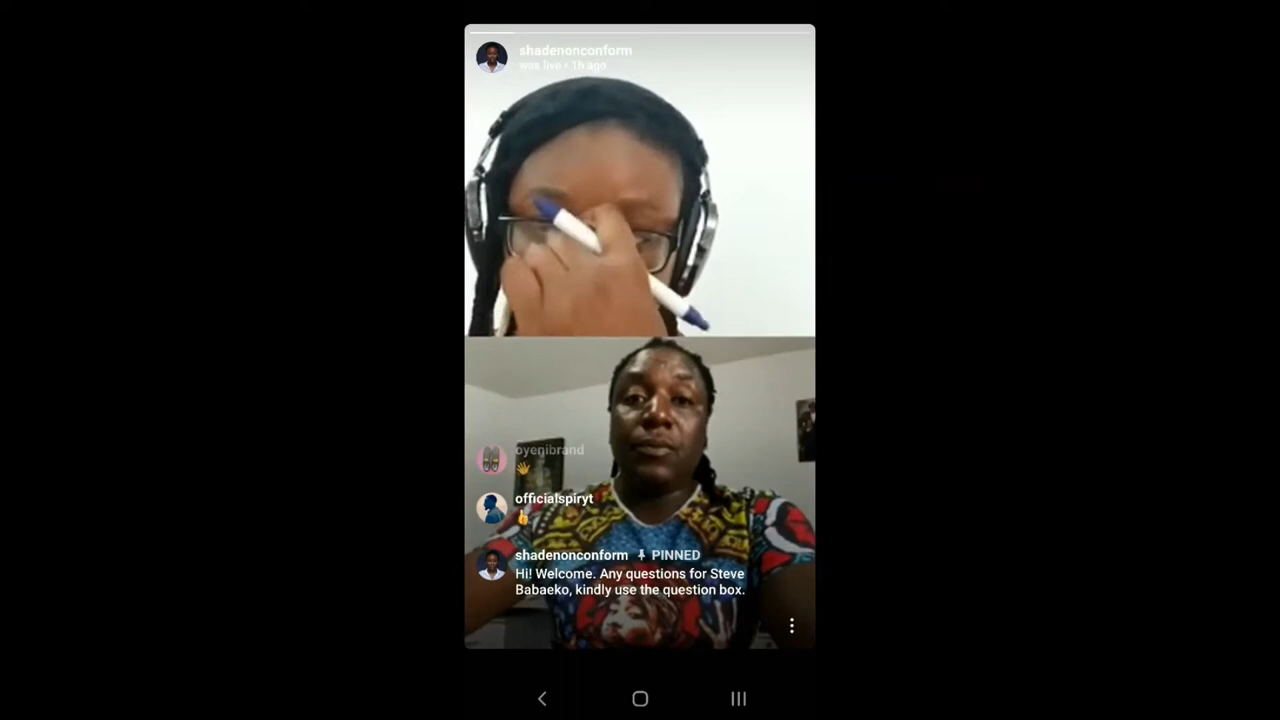 shadenonconform
was live • 1h ago
oyenibrand
👋
officialspiryt
👍
shadenonconform PINNED
Hi! Welcome. Any questions for Steve
Babaeko, kindly use the question box.